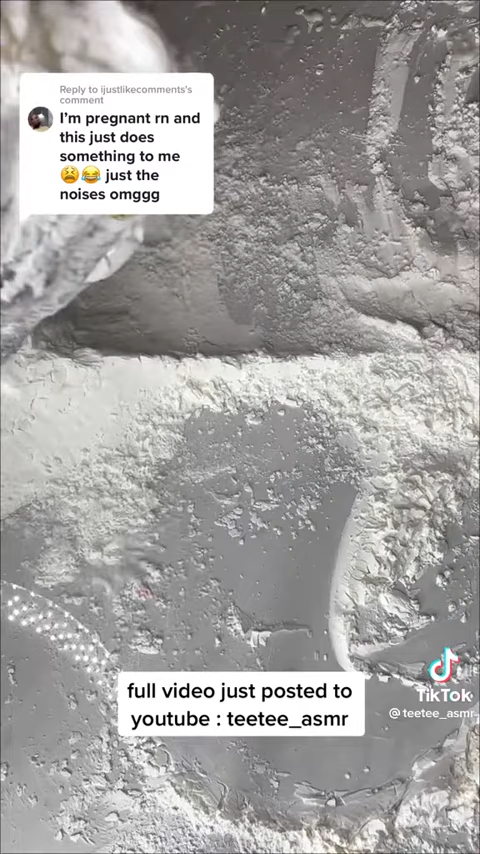 Reply to ijustlikecomments's
comment
I'm pregnant rn and
this just does
something to me
😫😂 just the
noises omggg
full video just posted to
youtube : teetee_asmr
TikTok
@teetee_asmr